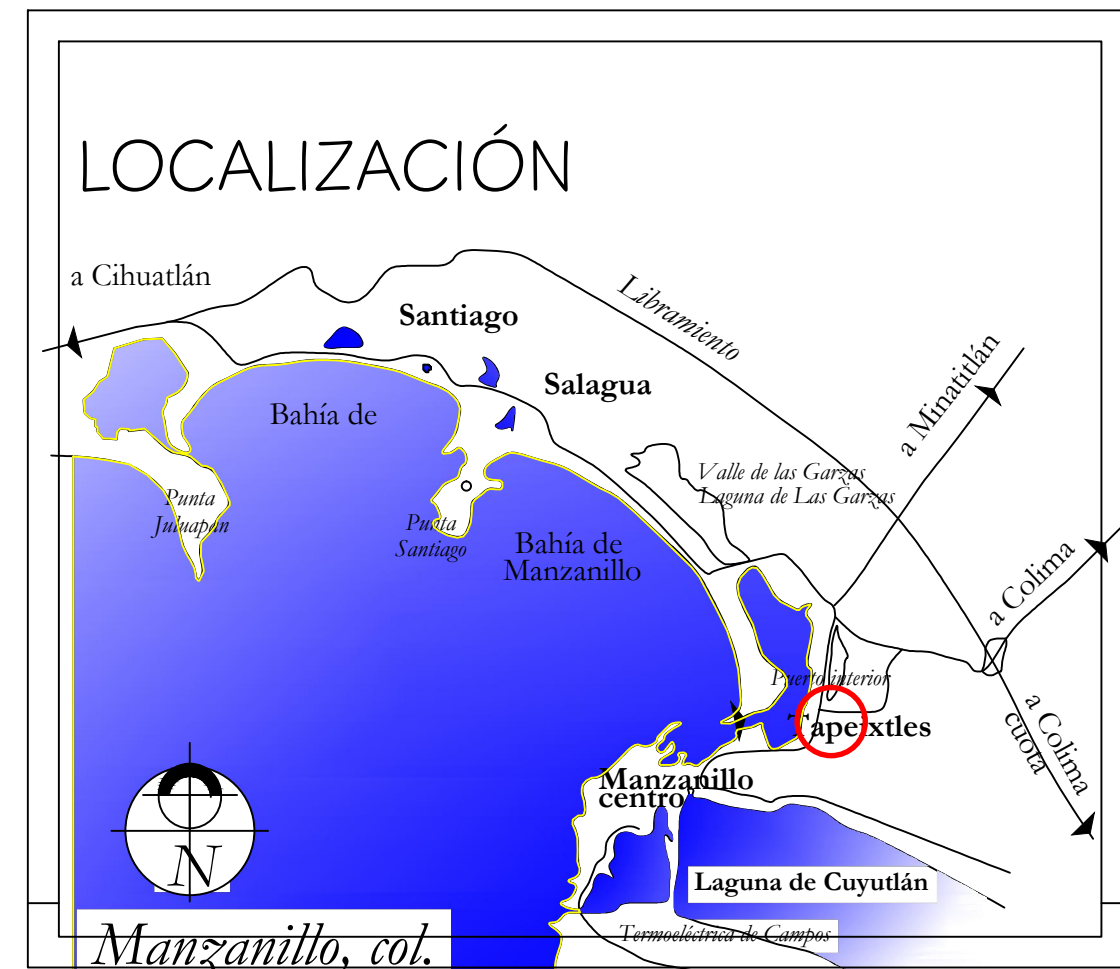 LOCALIZACIÓN
a Cihuatlán
Santiago
Libramiento
Salagua
a Minatitlán
Bahía de
Valle de las Garzas
Laguna de Las Garzas
Punta
Juluapan
Punta
Santiago
Bahía de
Manzanillo
a Colima
Puerto interior
Tapeixtles
a Colima
cuota
Manzanillo
centro
N
Laguna de Cuyutlán
Termoeléctrica de Campos
Manzanillo, col.